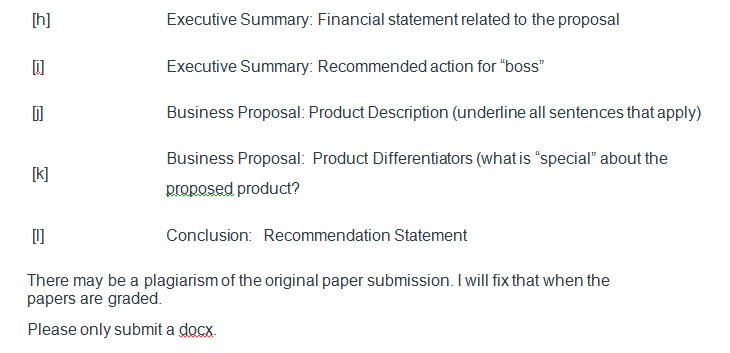 [h] Executive Summary: Financial statement related to the proposal
[i] Executive Summary: Recommended action for “boss”
[j] Business Proposal: Product Description (underline all sentences that apply)
[k] Business Proposal: Product Differentiators (what is “special” about the
proposed product?
[l] Conclusion: Recommendation Statement
There may be a plagiarism of the original paper submission. I will fix that when the
papers are graded.
Please only submit a docx.